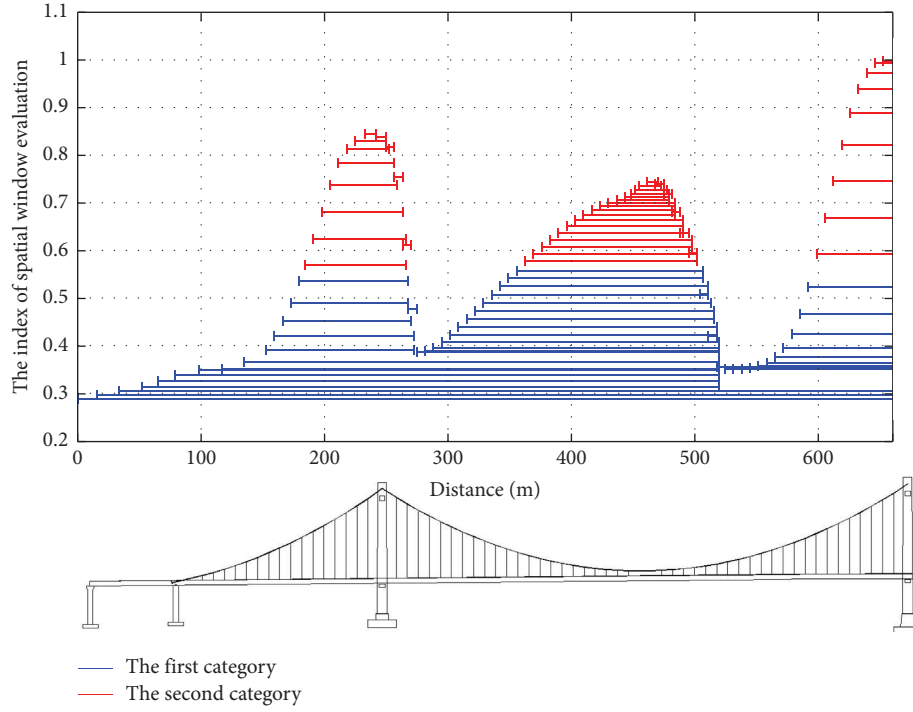 The index of spatial window evaluation
1.1
1
0.9
0.8
0.7
0.6
0.5
0.4
0.3
0.2
0 100 200 300 400 500 600
Distance (m)
The first category
The second category